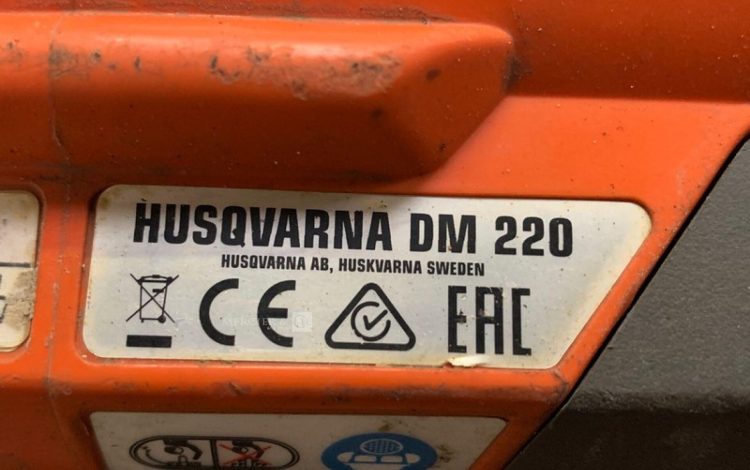 HUSQVARNA DM 220
HUSQVARNA AB, HUSKVARNA SWEDEN
CE EAC